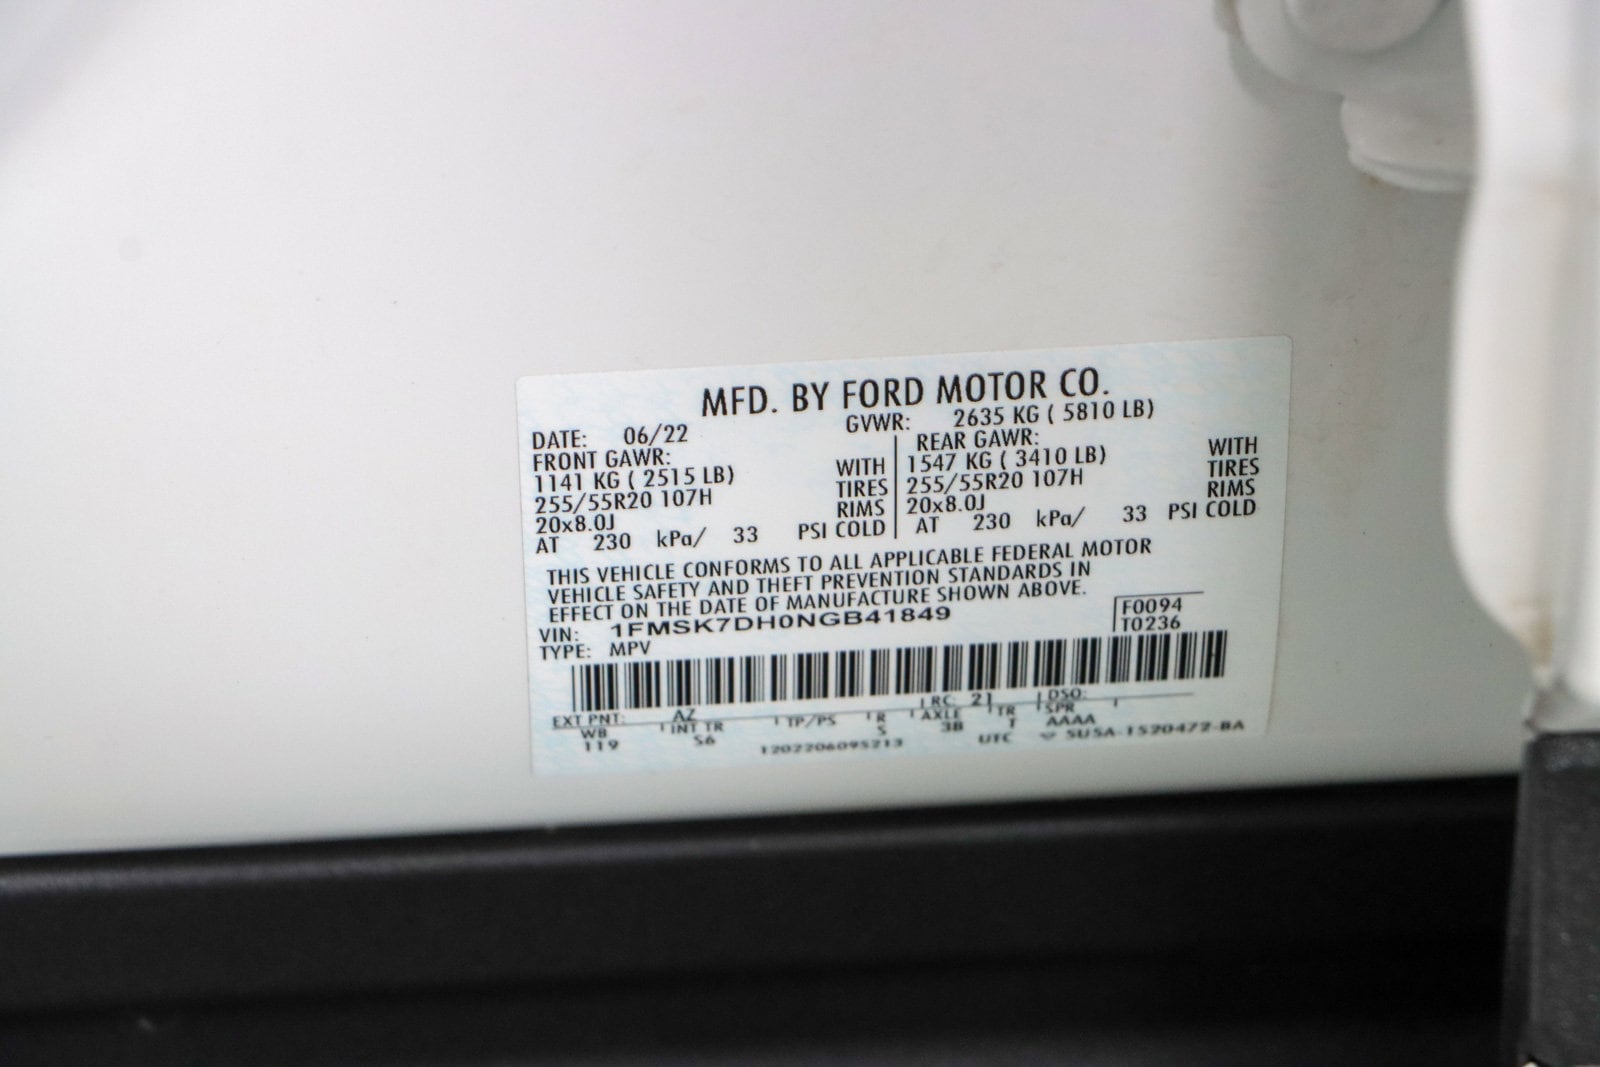 MFD. BY FORD MOTOR CO.
DATE: 06/22 GVWR: 2635 KG ( 5810 LB)
FRONT GAWR:
1141 KG ( 2515 LB) WITH
255/55R20 107H TIRES
20x8.0J RIMS
AT 230 kPa/ 33 PSI COLD
REAR GAWR:
1547 KG ( 3410 LB) WITH
255/55R20 107H TIRES
20x8.0J RIMS
AT 230 kPa/ 33 PSI COLD
THIS VEHICLE CONFORMS TO ALL APPLICABLE FEDERAL MOTOR
VEHICLE SAFETY AND THEFT PREVENTION STANDARDS IN
EFFECT ON THE DATE OF MANUFACTURE SHOWN ABOVE.
VIN: 1FMSK7DH0NGB41849
TYPE: MPV
F0094
T0236
EXT PNT: AZ RC: 21 DSO:
WB INT TR TP/PS R AXLE TR SPR
119 S6 S 3B T AAAA
1202206095213 UTC SU5A-1520472-BA